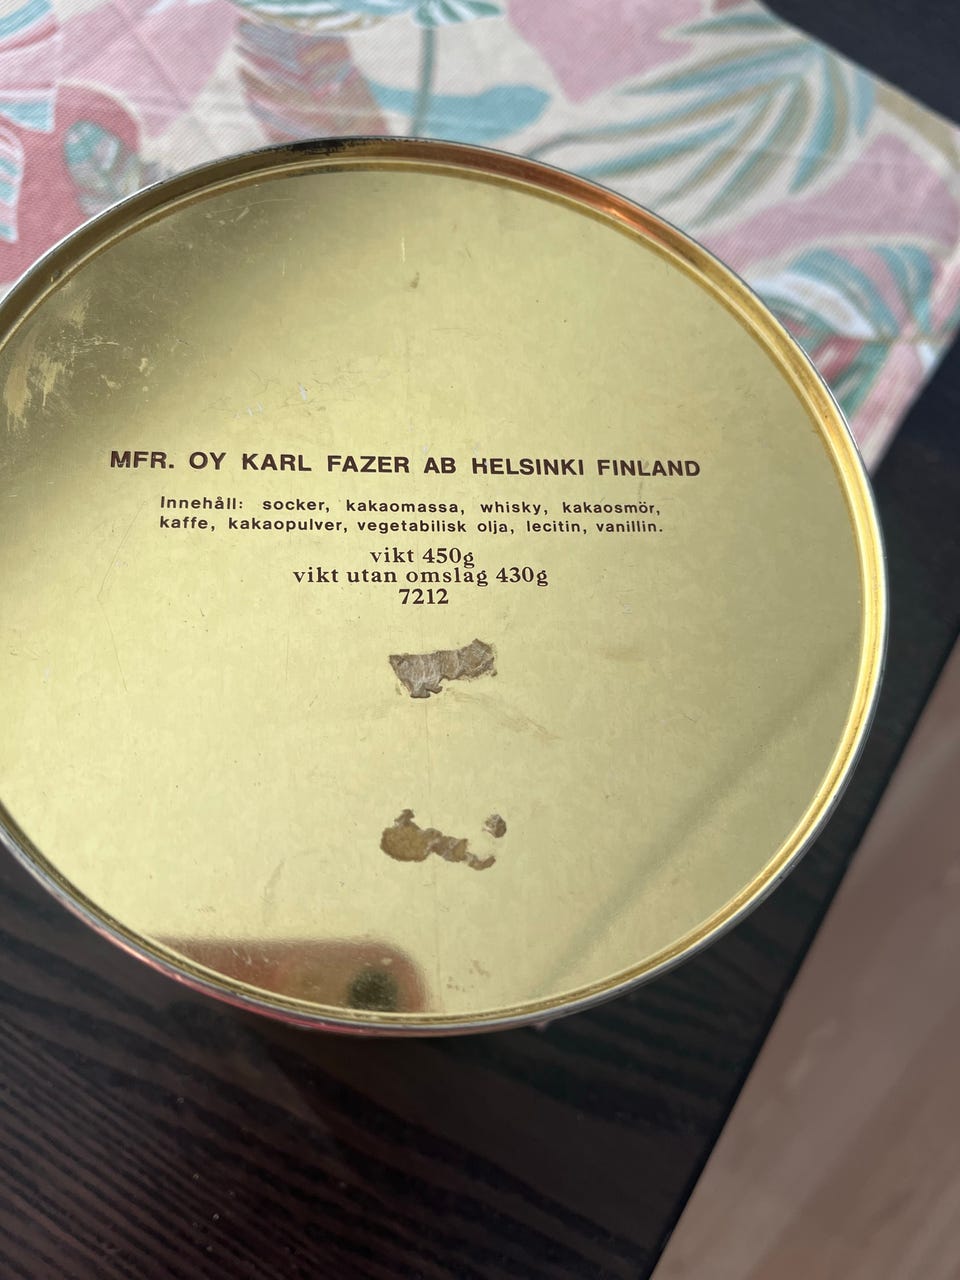 MFR. OY KARL FAZER AB HELSINKI FINLAND
Innehåll: socker, kakaomassa, whisky, kakaosmör,
kaffe, kakaopulver, vegetabilisk olja, lecitin, vanillin.
vikt 450g
vikt utan omslag 430g
7212